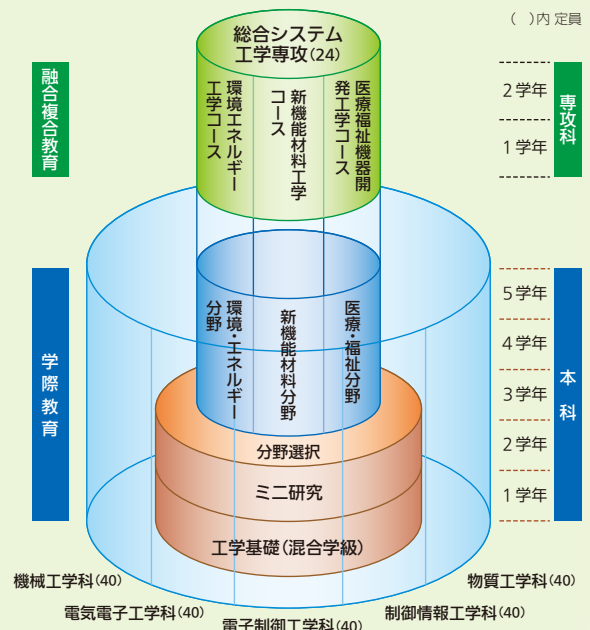 （　）内 定員
総合システム
工学専攻(24)
環境エネルギー
工学コース
新機能材料工学
コース
医療福祉機器開
発工学コース
融合複合教育
2学年
1学年
専攻科
環境・エネルギー
分野
新機能材料分野
医療・福祉分野
学際教育
5学年
4学年
3学年
2学年
1学年
本科
分野選択
ミニ研究
工学基礎(混合学級)
機械工学科(40)
物質工学科(40)
電気電子工学科(40)
制御情報工学科(40)
電子制御工学科(40)